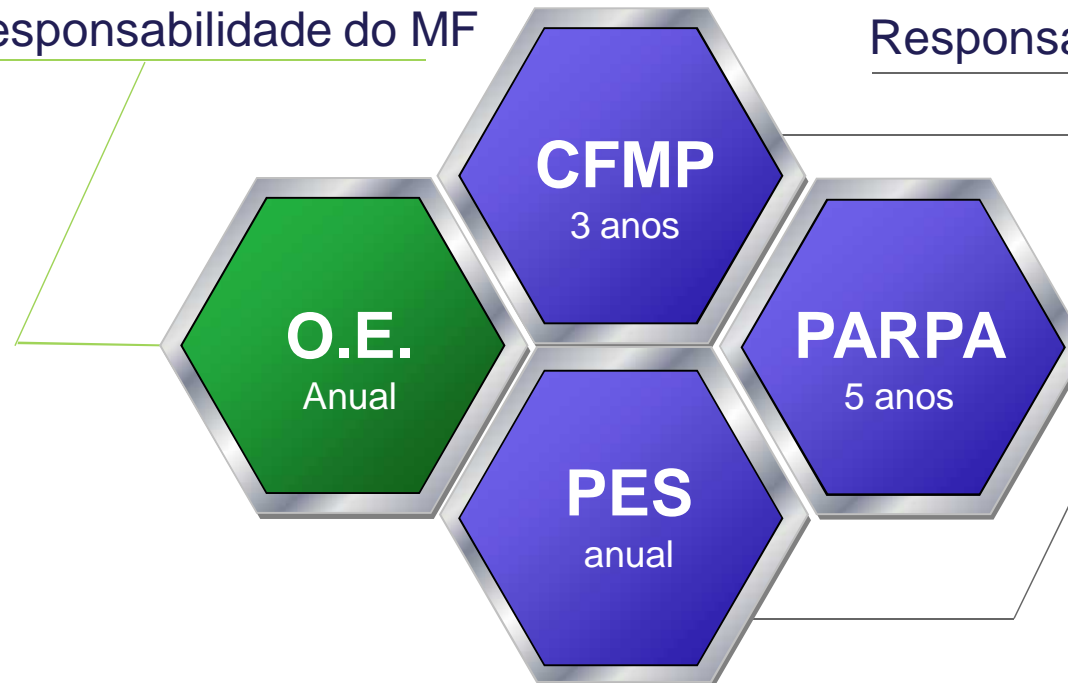 esponsabilidade do MF
Responsa
CFMP
3 anos
O.E.
Anual
PARPA
5 anos
PES
anual